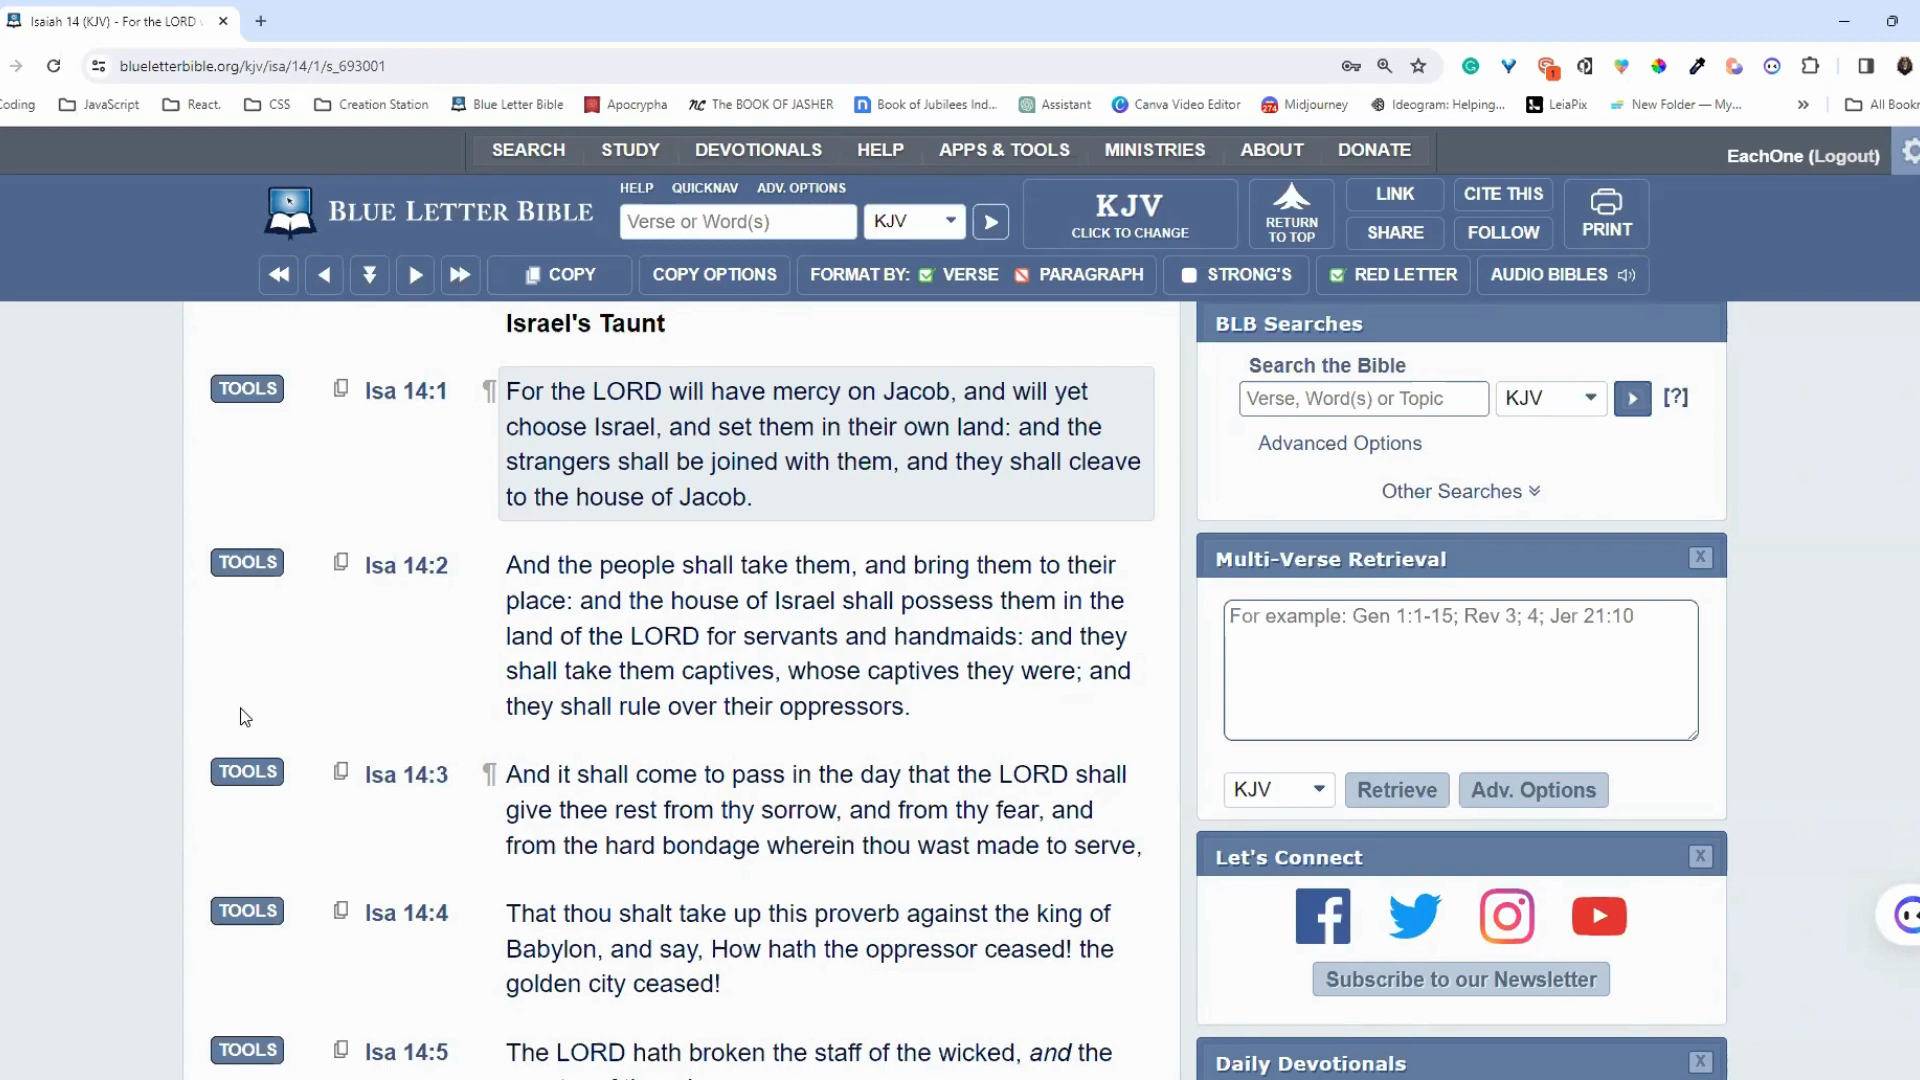 Isaiah 14 (KJV) - For the LORD
blueletterbible.org/kjv/isa/14/1/s_693001
1
Coding
JavaScript
React.
CSS
Creation Station
Blue Letter Bible
Apocrypha
The BOOK OF JASHER
Book of Jubilees Ind...
Assistant
Canva Video Editor
274
Midjourney
Ideogram: Helping...
LeiaPix
New Folder — My...
»
All Bookr
SEARCH
STUDY
DEVOTIONALS
HELP
APPS & TOOLS
MINISTRIES
ABOUT
DONATE
EachOne (Logout)
BLUE LETTER BIBLE
HELP
QUICKNAV
ADV. OPTIONS
Verse or Word(s)
KJV
KJV
CLICK TO CHANGE
RETURN
TO TOP
LINK
CITE THIS
SHARE
FOLLOW
PRINT
COPY
COPY OPTIONS
FORMAT BY: VERSE PARAGRAPH
STRONG'S
RED LETTER
AUDIO BIBLES
Israel's Taunt
TOOLS
Isa 14:1
¶ For the LORD will have mercy on Jacob, and will yet
choose Israel, and set them in their own land: and the
strangers shall be joined with them, and they shall cleave
to the house of Jacob.
TOOLS
Isa 14:2
And the people shall take them, and bring them to their
place: and the house of Israel shall possess them in the
land of the LORD for servants and handmaids: and they
shall take them captives, whose captives they were; and
they shall rule over their oppressors.
TOOLS
Isa 14:3
¶ And it shall come to pass in the day that the LORD shall
give thee rest from thy sorrow, and from thy fear, and
from the hard bondage wherein thou wast made to serve,
TOOLS
Isa 14:4
That thou shalt take up this proverb against the king of
Babylon, and say, How hath the oppressor ceased! the
golden city ceased!
TOOLS
Isa 14:5
The LORD hath broken the staff of the wicked, and the
BLB Searches
Search the Bible
Verse, Word(s) or Topic
KJV
[?]
Advanced Options
Other Searches
Multi-Verse Retrieval
X
For example: Gen 1:1-15; Rev 3; 4; Jer 21:10
KJV
Retrieve
Adv. Options
Let's Connect
X
Subscribe to our Newsletter
Daily Devotionals
X